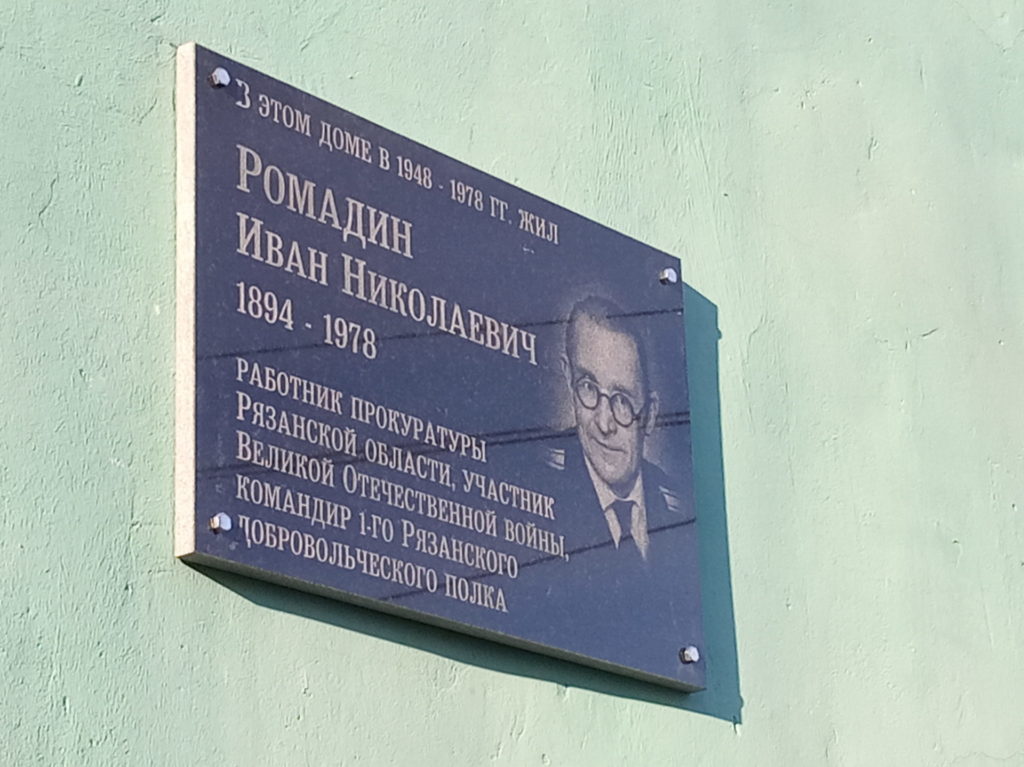 В этом доме в 1948 - 1978 гг. жил
Ромадин
Иван Николаевич
1894 - 1978
работник прокуратуры
Рязанской области, участник
Великой Отечественной войны,
командир 1-го Рязанского
добровольческого полка